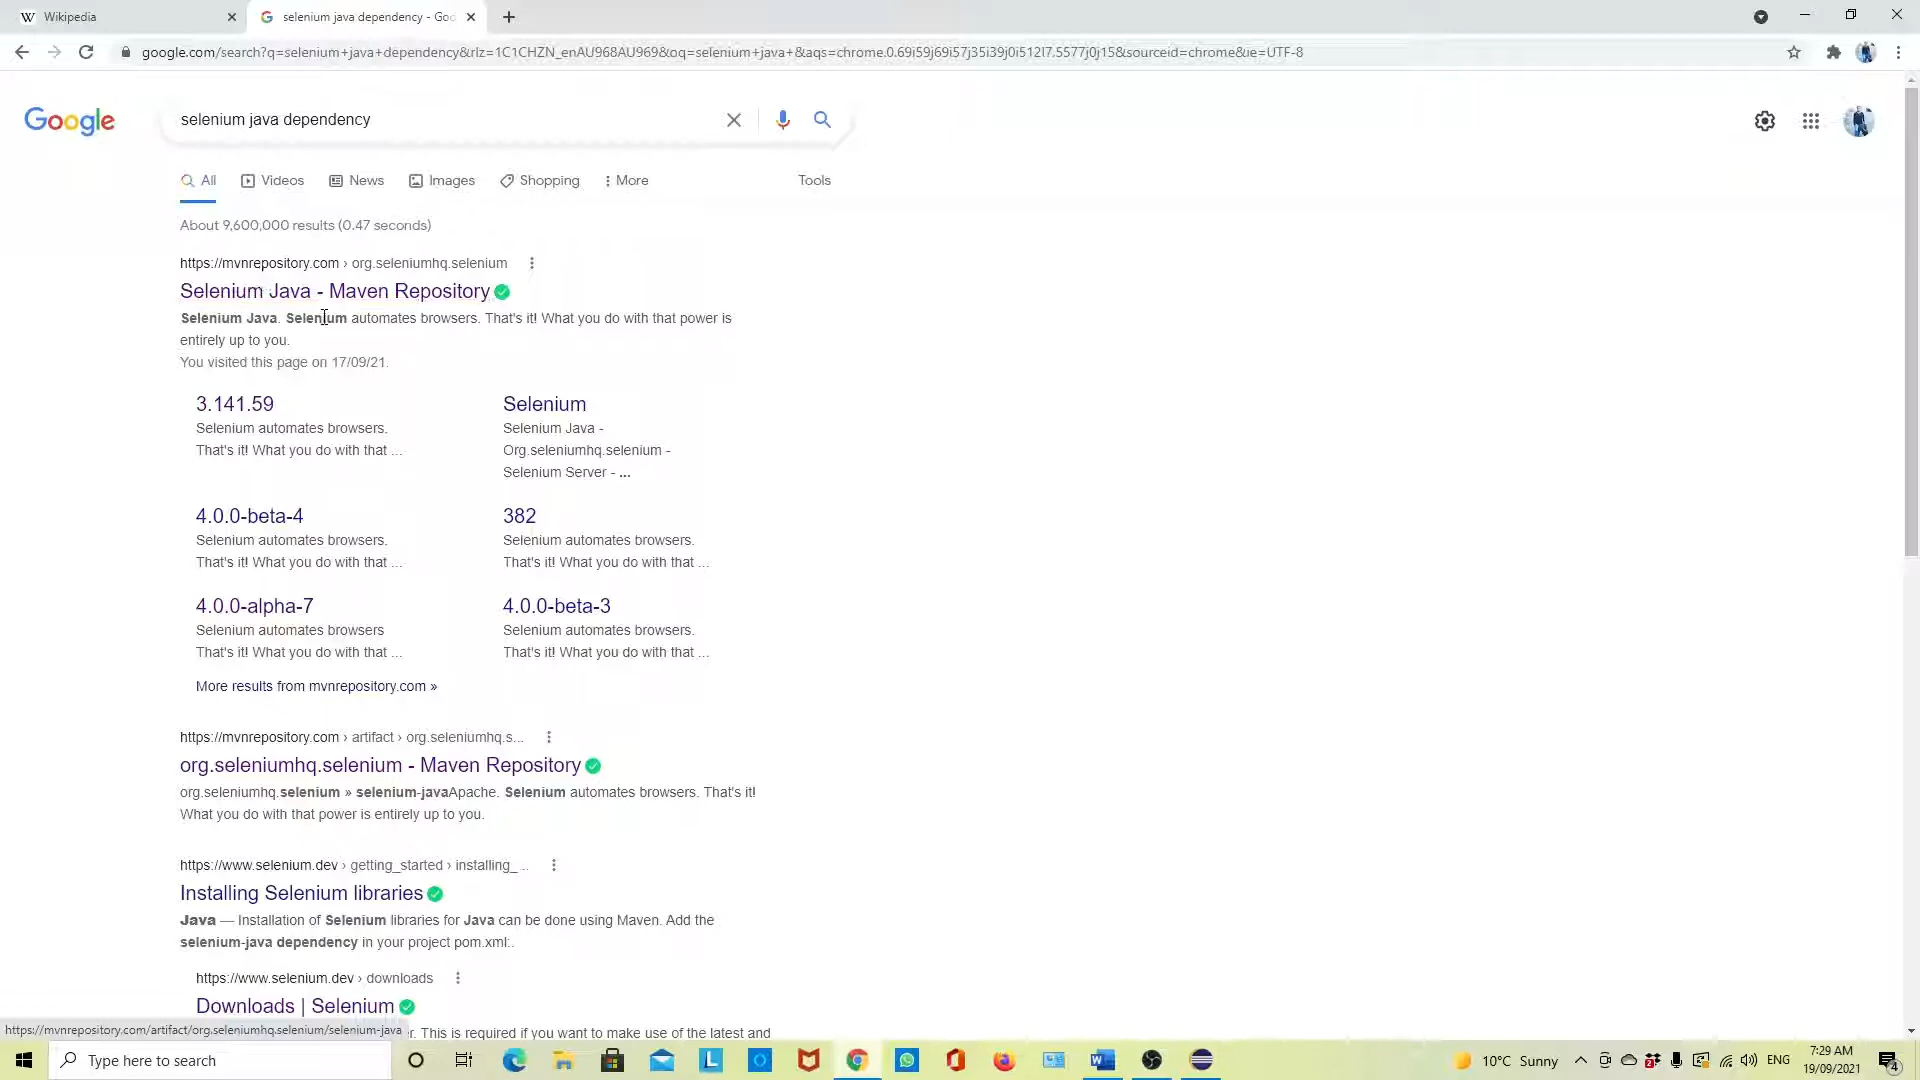 Wikipedia
selenium java dependency - Goo
google.com/search?q=selenium+java+dependency&rlz=1C1CHZN_enAU968AU969&oq=selenium+java+&aqs=chrome.0.69i59j69i57j35i39j0i512l7.5577j0j15&sourceid=chrome&ie=UTF-8
Google
selenium java dependency
All Videos News Images Shopping More Tools
About 9,600,000 results (0.47 seconds)
https://mvnrepository.com › org.seleniumhq.selenium
Selenium Java - Maven Repository
Selenium Java. Selenium automates browsers. That's it! What you do with that power is
entirely up to you.
You visited this page on 17/09/21.
3.141.59
Selenium automates browsers.
That's it! What you do with that ...
Selenium
Selenium Java -
Org.seleniumhq.selenium -
Selenium Server - ...
4.0.0-beta-4
Selenium automates browsers.
That's it! What you do with that ...
382
Selenium automates browsers.
That's it! What you do with that ...
4.0.0-alpha-7
Selenium automates browsers
That's it! What you do with that ...
4.0.0-beta-3
Selenium automates browsers.
That's it! What you do with that ...
More results from mvnrepository.com »
https://mvnrepository.com › artifact › org.seleniumhq.s...
org.seleniumhq.selenium - Maven Repository
org.seleniumhq.selenium » selenium-javaApache. Selenium automates browsers. That's it!
What you do with that power is entirely up to you.
https://www.selenium.dev › getting_started › installing_...
Installing Selenium libraries
Java — Installation of Selenium libraries for Java can be done using Maven. Add the
selenium-java dependency in your project pom.xml:.
https://www.selenium.dev › downloads
Downloads | Selenium
r. This is required if you want to make use of the latest and
https://mvnrepository.com/artifact/org.seleniumhq.selenium/selenium-java
Type here to search
10°C Sunny
ENG
7:29 AM
19/09/2021
4